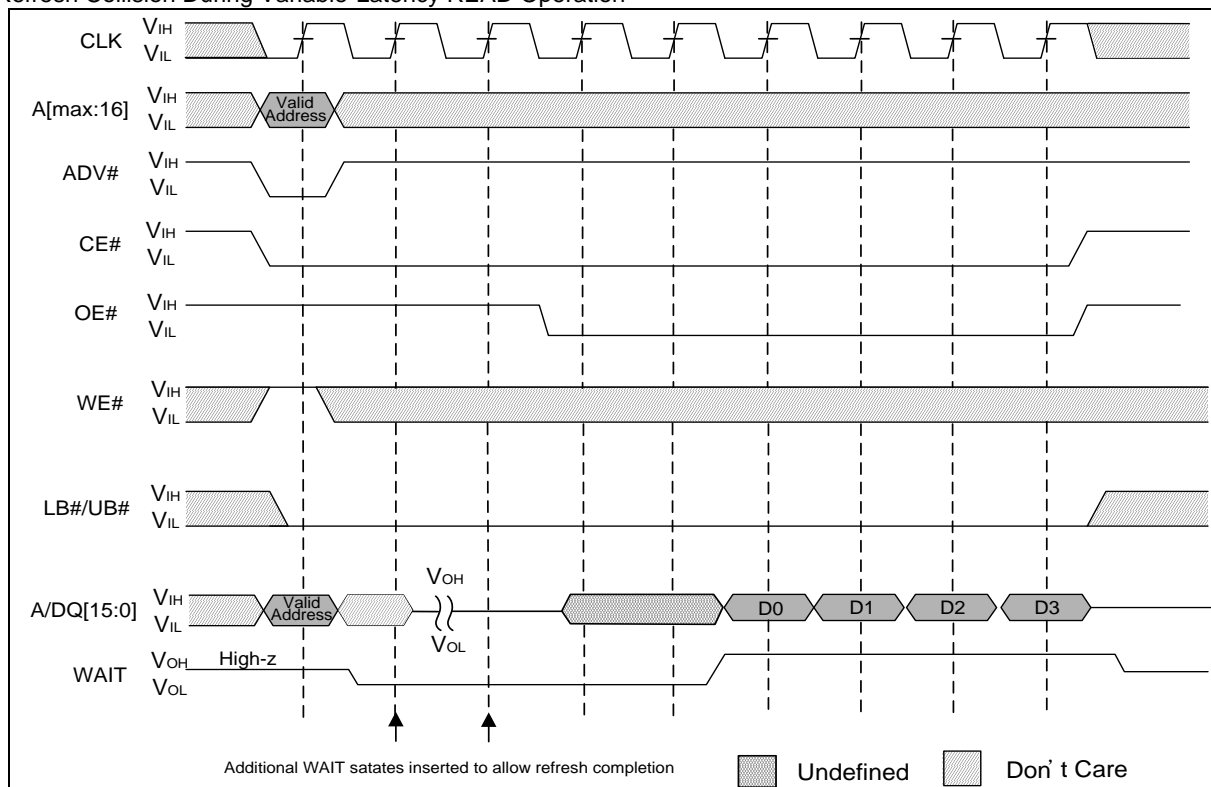 Refresh Collision During Variable-Latency READ Operation
CLK
VIH
VIL
A[max:16]
VIH
VIL
Valid
Address
ADV#
VIH
VIL
CE#
VIH
VIL
OE#
VIH
VIL
WE#
VIH
VIL
LB#/UB#
VIH
VIL
VOH
A/DQ[15:0]
VIH
VIL
Valid
Address
D0 D1 D2 D3
VOL
WAIT
VOH
VOL
High-z
Additional WAIT satates inserted to allow refresh completion
Undefined
Don' t Care